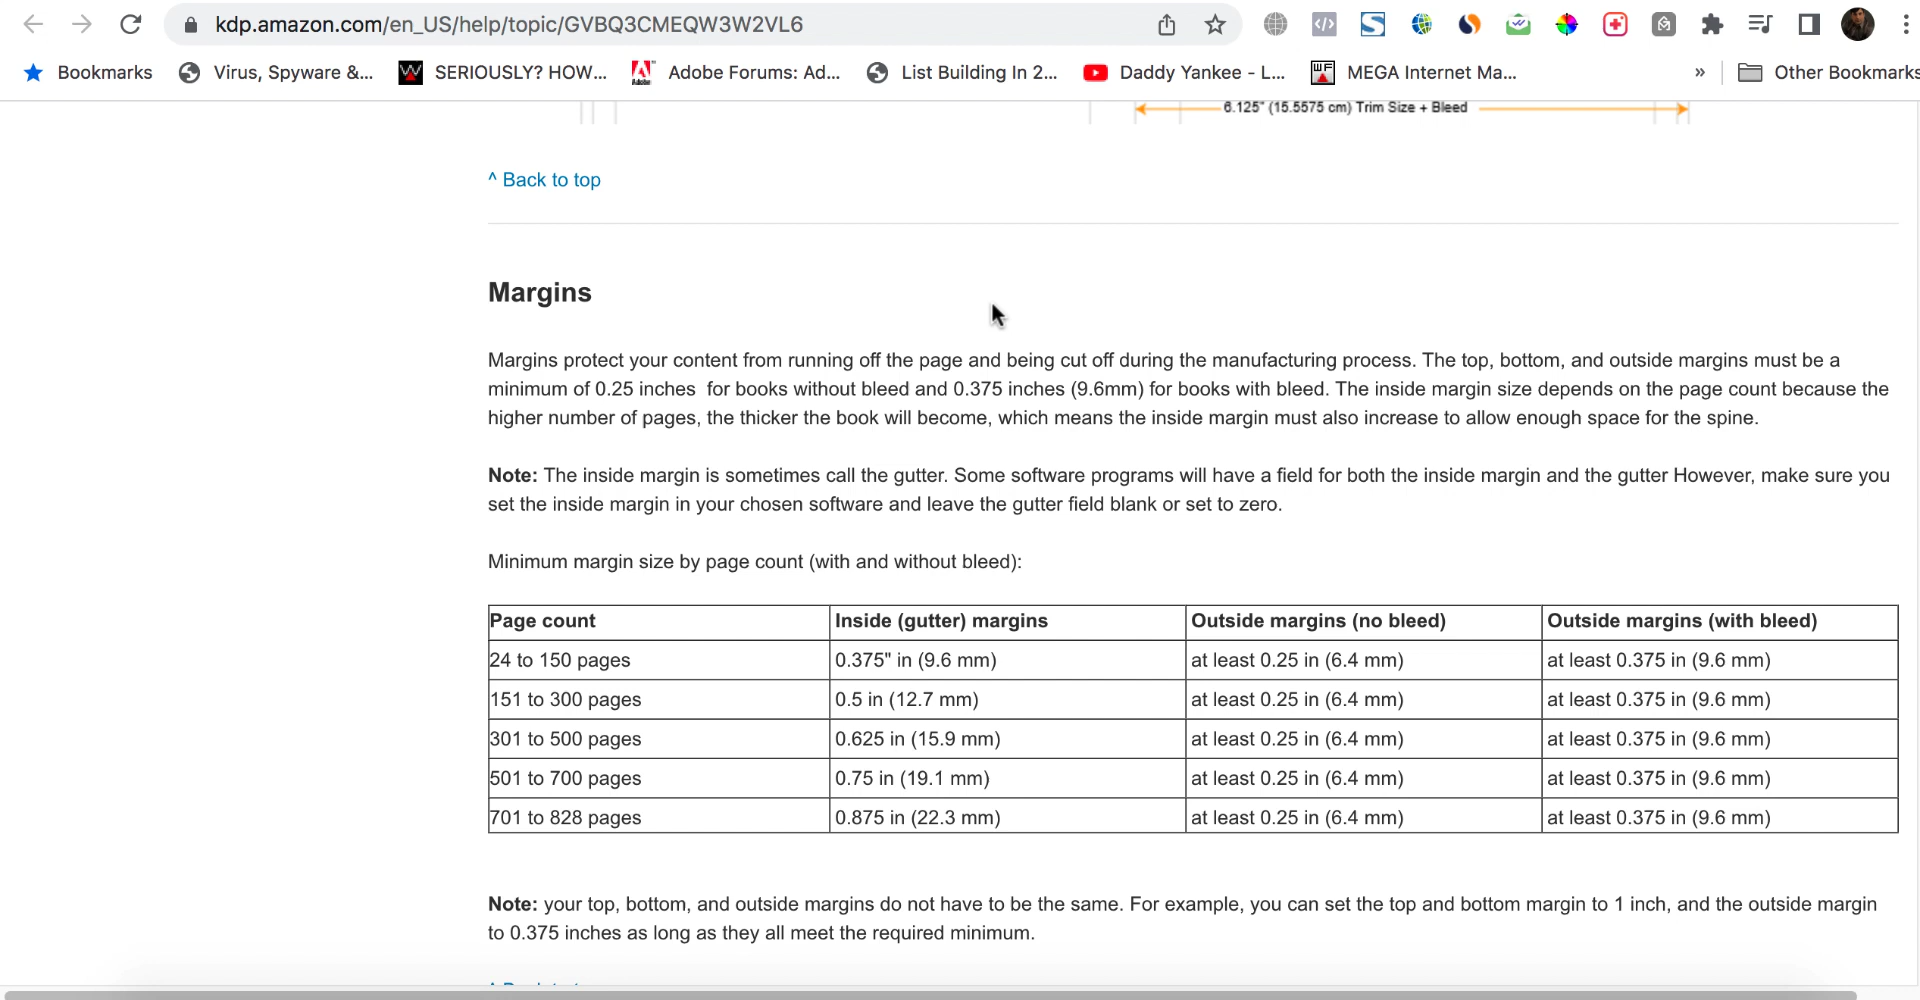 kdp.amazon.com/en_US/help/topic/GVBQ3CMEQW3W2VL6
Bookmarks
Virus, Spyware &...
SERIOUSLY? HOW...
Adobe Forums: Ad...
List Building In 2...
Daddy Yankee - L...
MEGA Internet Ma...
»
Other Bookmarks
6.125" (15.5575 cm) Trim Size + Bleed
^ Back to top
Margins
Margins protect your content from running off the page and being cut off during the manufacturing process. The top, bottom, and outside margins must be a
minimum of 0.25 inches  for books without bleed and 0.375 inches (9.6mm) for books with bleed. The inside margin size depends on the page count because the
higher number of pages, the thicker the book will become, which means the inside margin must also increase to allow enough space for the spine.
Note: The inside margin is sometimes call the gutter. Some software programs will have a field for both the inside margin and the gutter However, make sure you
set the inside margin in your chosen software and leave the gutter field blank or set to zero.
Minimum margin size by page count (with and without bleed):
Page count Inside (gutter) margins Outside margins (no bleed) Outside margins (with bleed)
24 to 150 pages 0.375" in (9.6 mm) at least 0.25 in (6.4 mm) at least 0.375 in (9.6 mm)
151 to 300 pages 0.5 in (12.7 mm) at least 0.25 in (6.4 mm) at least 0.375 in (9.6 mm)
301 to 500 pages 0.625 in (15.9 mm) at least 0.25 in (6.4 mm) at least 0.375 in (9.6 mm)
501 to 700 pages 0.75 in (19.1 mm) at least 0.25 in (6.4 mm) at least 0.375 in (9.6 mm)
701 to 828 pages 0.875 in (22.3 mm) at least 0.25 in (6.4 mm) at least 0.375 in (9.6 mm)
Note: your top, bottom, and outside margins do not have to be the same. For example, you can set the top and bottom margin to 1 inch, and the outside margin
to 0.375 inches as long as they all meet the required minimum.